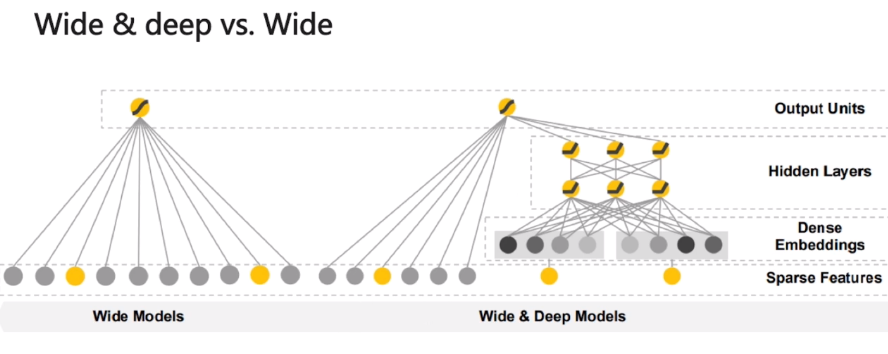 Wide & deep vs. Wide
Output Units
Hidden Layers
Dense
Embeddings
Sparse Features
Wide Models
Wide & Deep Models